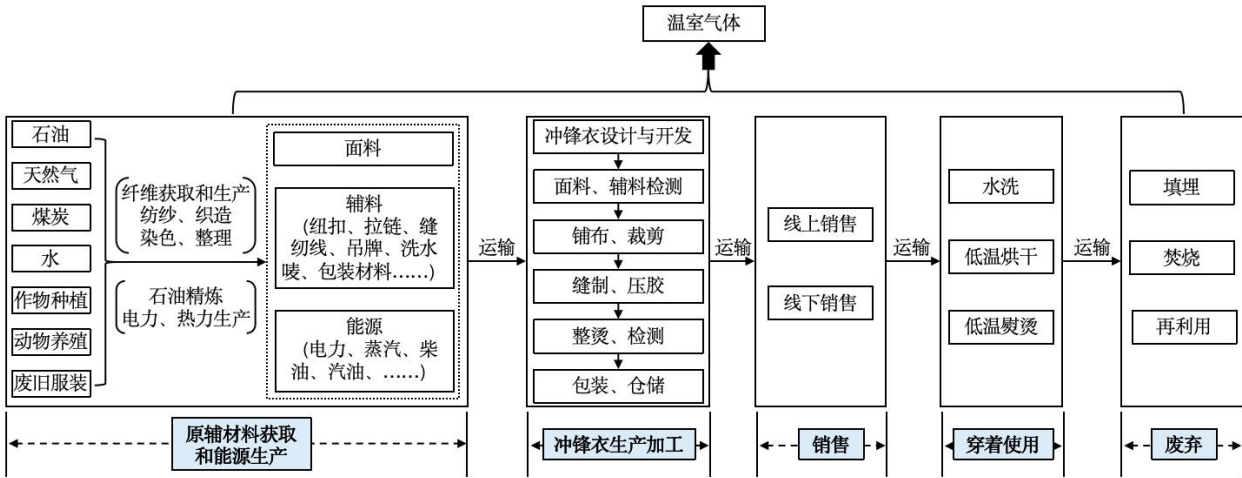 温室气体
石油
天然气
煤炭
水
作物种植
动物养殖
废旧服装
纤维获取和生产
纺纱、织造
染色、整理
石油精炼
电力、热力生产
面料
辅料
(纽扣、拉链、缝
纫线、吊牌、洗水
唛、包装材料……)
能源
(电力、蒸汽、柴
油、汽油、……)
运输
冲锋衣设计与开发
面料、辅料检测
铺布、裁剪
缝制、压胶
整烫、检测
包装、仓储
运输
线上销售
线下销售
运输
水洗
低温烘干
低温熨烫
运输
填埋
焚烧
再利用
原辅材料获取
和能源生产
冲锋衣生产加工
销售
穿着使用
废弃